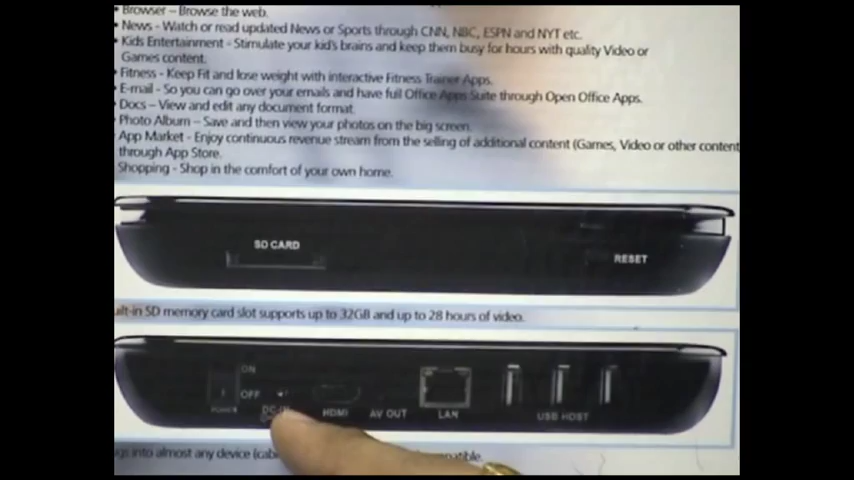 • Browser – Browse the web.
• News - Watch or read updated News or Sports through CNN, NBC, ESPN and NYT etc.
• Kids Entertainment - Stimulate your kid's brains and keep them busy for hours with quality Video or
Games content.
• Fitness - Keep Fit and lose weight with interactive Fitness Trainer Apps.
• E-mail - So you can go over your emails and have full Office Apps Suite through Open Office Apps.
• Docs – View and edit any document format.
• Photo Album – Save and then view your photos on the big screen.
• App Market - Enjoy continuous revenue stream from the selling of additional content (Games, Video or other content
through App Store.
Shopping - Shop in the comfort of your own home.
SD CARD
RESET
uilt-in SD memory card slot supports up to 32GB and up to 28 hours of video.
ON
OFF
POWER DC-IN HDMI AV OUT LAN USB HOST
ugs into almost any device (cabl